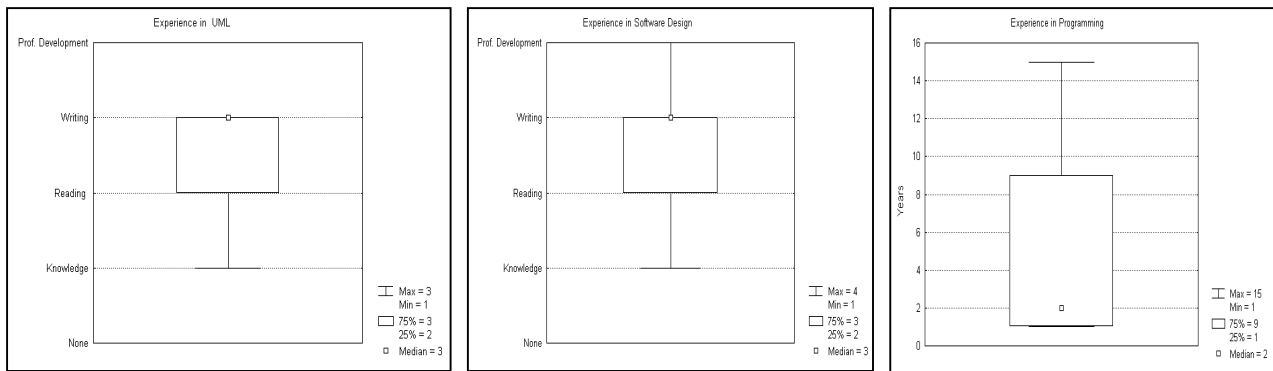 Experience in UML
Prof. Development
Writing
Reading
Knowledge
None
Max = 3
Min = 1
75% = 3
25% = 2
Median = 3
Experience in Software Design
Prof. Development
Writing
Reading
Knowledge
None
Max = 4
Min = 1
75% = 3
25% = 2
Median = 3
Experience in Programming
Years
16
14
12
10
8
6
4
2
0
Max = 15
Min = 1
75% = 9
25% = 1
Median = 2